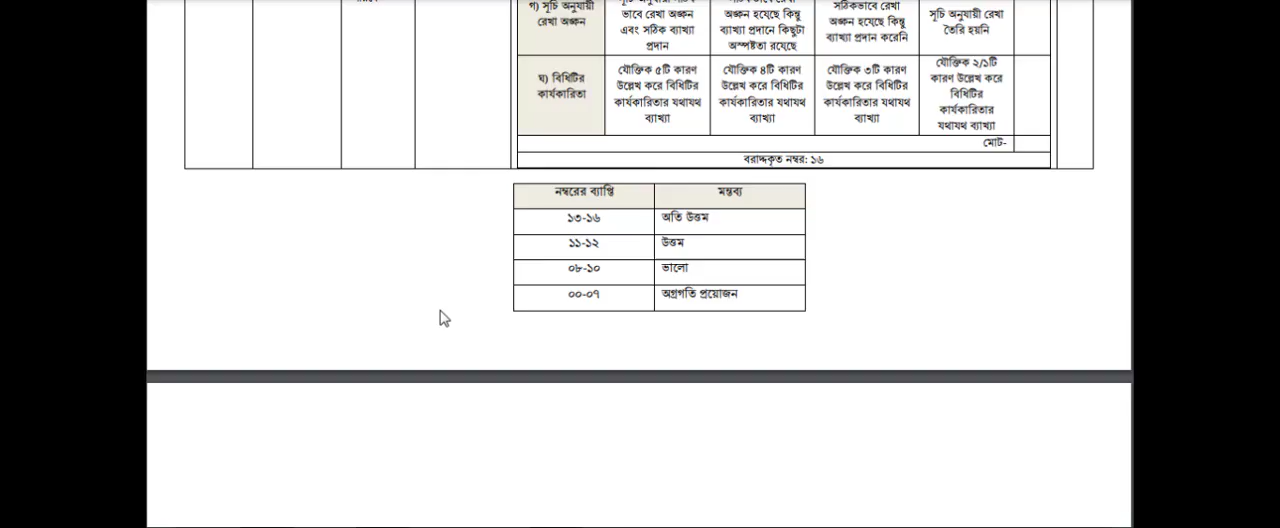 গ) সূচি অনুযায়ী
রেখা অঙ্কন
ভাবে রেখা অঙ্কন
এবং সঠিক ব্যাখ্যা
প্রদান
অঙ্কন হয়েছে কিন্তু
ব্যাখ্যা প্রদানে কিছুটা
অস্পষ্টতা রয়েছে
সঠিকভাবে রেখা
অঙ্কন হয়েছে কিন্তু
ব্যাখ্যা প্রদান করেনি
সূচি অনুযায়ী রেখা
তৈরি হয়নি
ঘ) বিধিটির
কার্যকারিতা
যৌক্তিক ৫টি কারণ
উল্লেখ করে বিধিটির
কার্যকারিতার যথাযথ
ব্যাখ্যা
যৌক্তিক ৪টি কারণ
উল্লেখ করে বিধিটির
কার্যকারিতার যথাযথ
ব্যাখ্যা
যৌক্তিক ৩টি কারণ
উল্লেখ করে বিধিটির
কার্যকারিতার যথাযথ
ব্যাখ্যা
যৌক্তিক ২/১টি
কারণ উল্লেখ করে
বিধিটির
কার্যকারিতার
যথাযথ ব্যাখ্যা
মোট-
বরাদ্দকৃত নম্বর: ১৬
নম্বরের ব্যাপ্তি মন্তব্য
১৩-১৬ অতি উত্তম
১১-১২ উত্তম
০৮-১০ ভালো
০০-০৭ অগ্রগতি প্রয়োজন